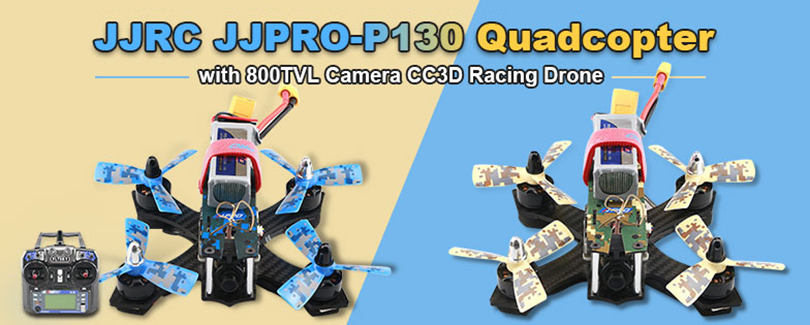 JJRC JJPRO-P130 Quadcopter
with 800TVL Camera CC3D Racing Drone